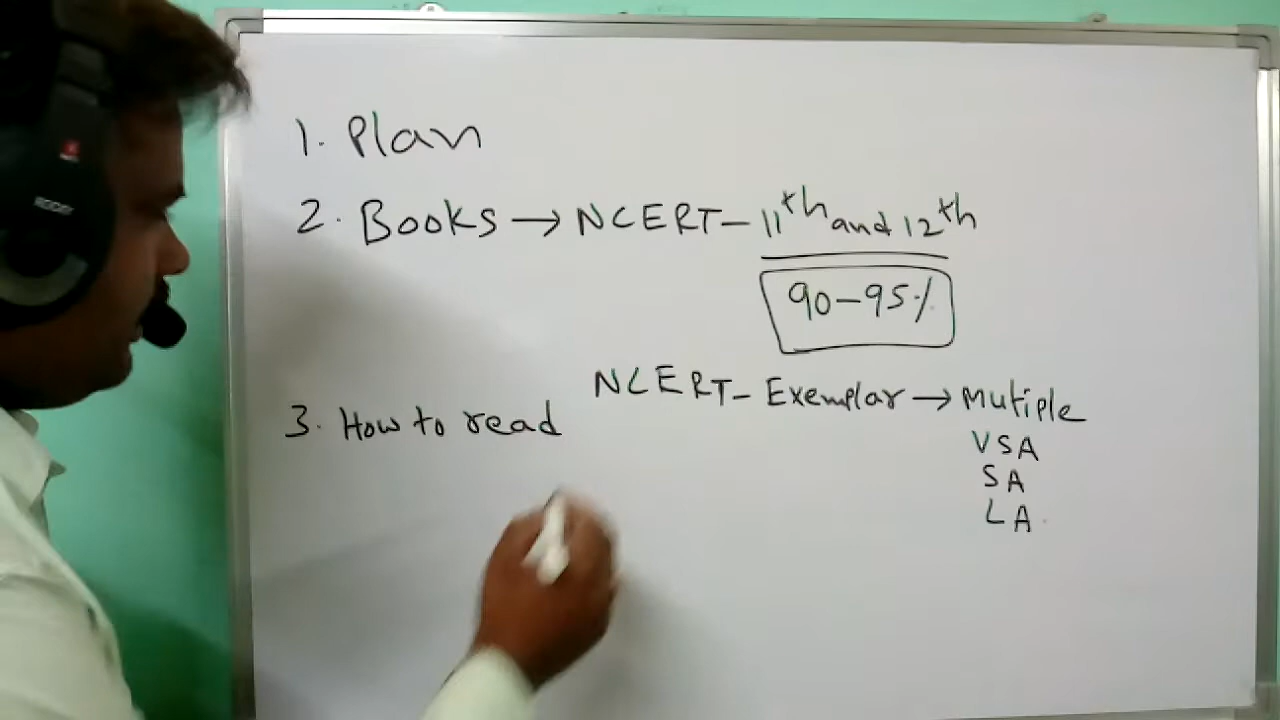 1. Plan
2. Books → NCERT - 11th and 12th
90-95%
NCERT - Exemplar → Mutiple
VSA
SA
LA
3. How to read